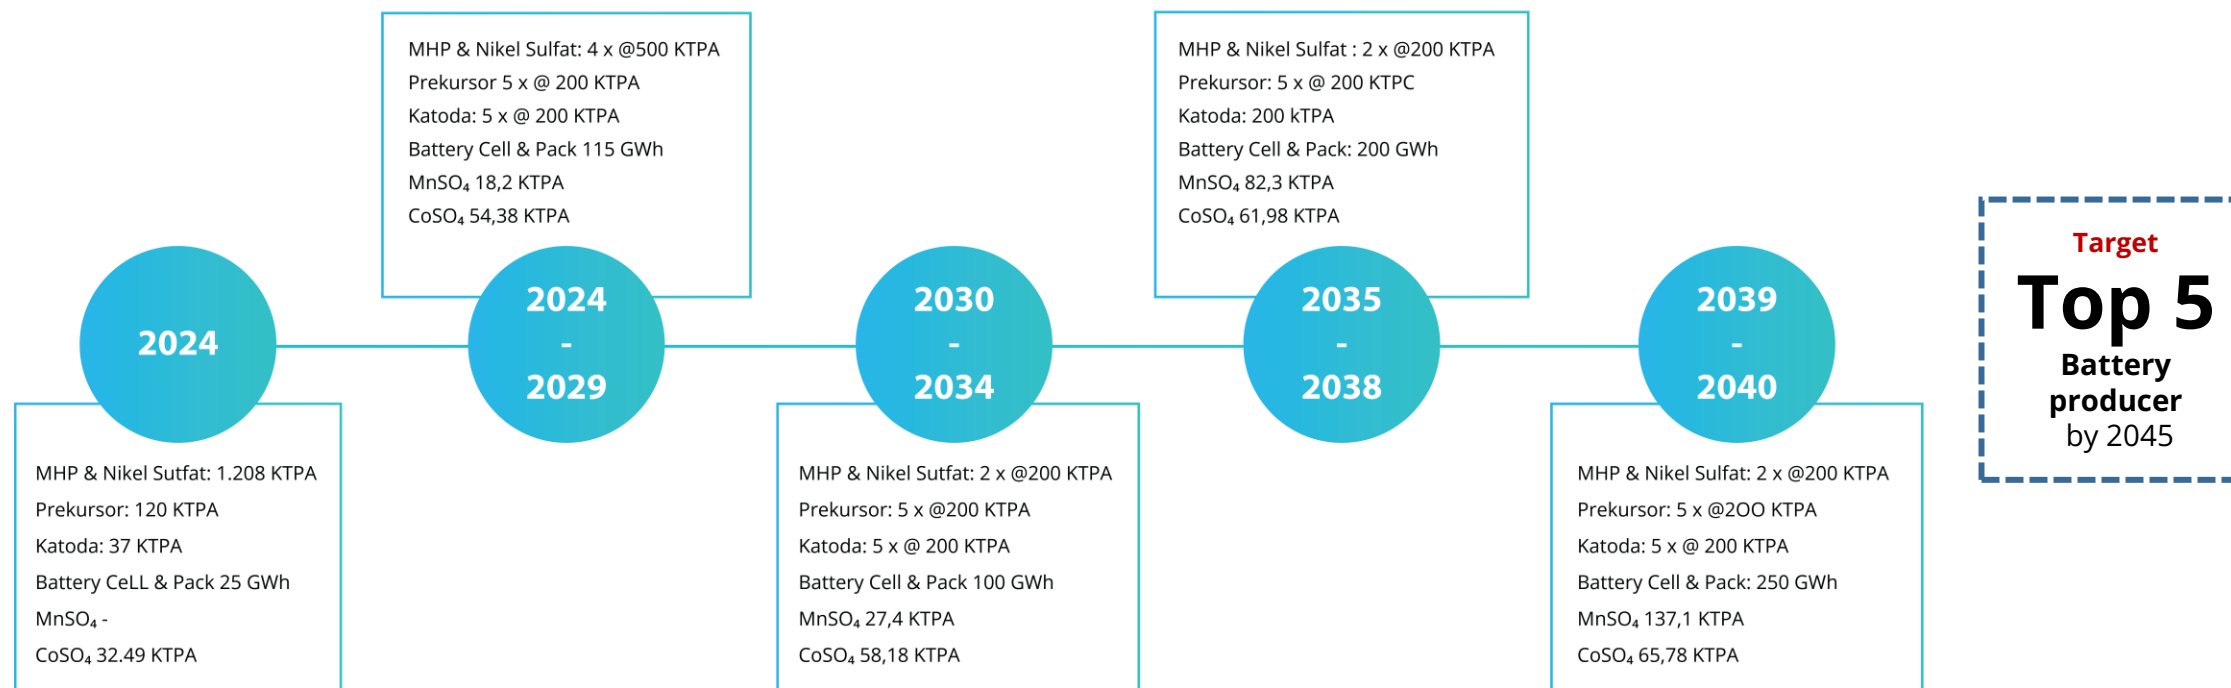 2024
MHP & Nikel Sutfat: 1.208 KTPA
Prekursor: 120 KTPA
Katoda: 37 KTPA
Battery CeLL & Pack 25 GWh
MnSO₄ -
CoSO₄ 32.49 KTPA
MHP & Nikel Sulfat: 4 x @500 KTPA
Prekursor 5 x @ 200 KTPA
Katoda: 5 x @ 200 KTPA
Battery Cell & Pack 115 GWh
MnSO₄ 18,2 KTPA
CoSO₄ 54,38 KTPA
2024
-
2029
2030
-
2034
MHP & Nikel Sutfat: 2 x @200 KTPA
Prekursor: 5 x @200 KTPA
Katoda: 5 x @ 200 KTPA
Battery Cell & Pack 100 GWh
MnSO₄ 27,4 KTPA
CoSO₄ 58,18 KTPA
MHP & Nikel Sulfat : 2 x @200 KTPA
Prekursor: 5 x @ 200 KTPC
Katoda: 200 kTPA
Battery Cell & Pack: 200 GWh
MnSO₄ 82,3 KTPA
CoSO₄ 61,98 KTPA
2035
-
2038
2039
-
2040
MHP & Nikel Sulfat: 2 x @200 KTPA
Prekursor: 5 x @2OO KTPA
Katoda: 5 x @ 200 KTPA
Battery Cell & Pack: 250 GWh
MnSO₄ 137,1 KTPA
CoSO₄ 65,78 KTPA
Target
Top 5
Battery
producer
by 2045